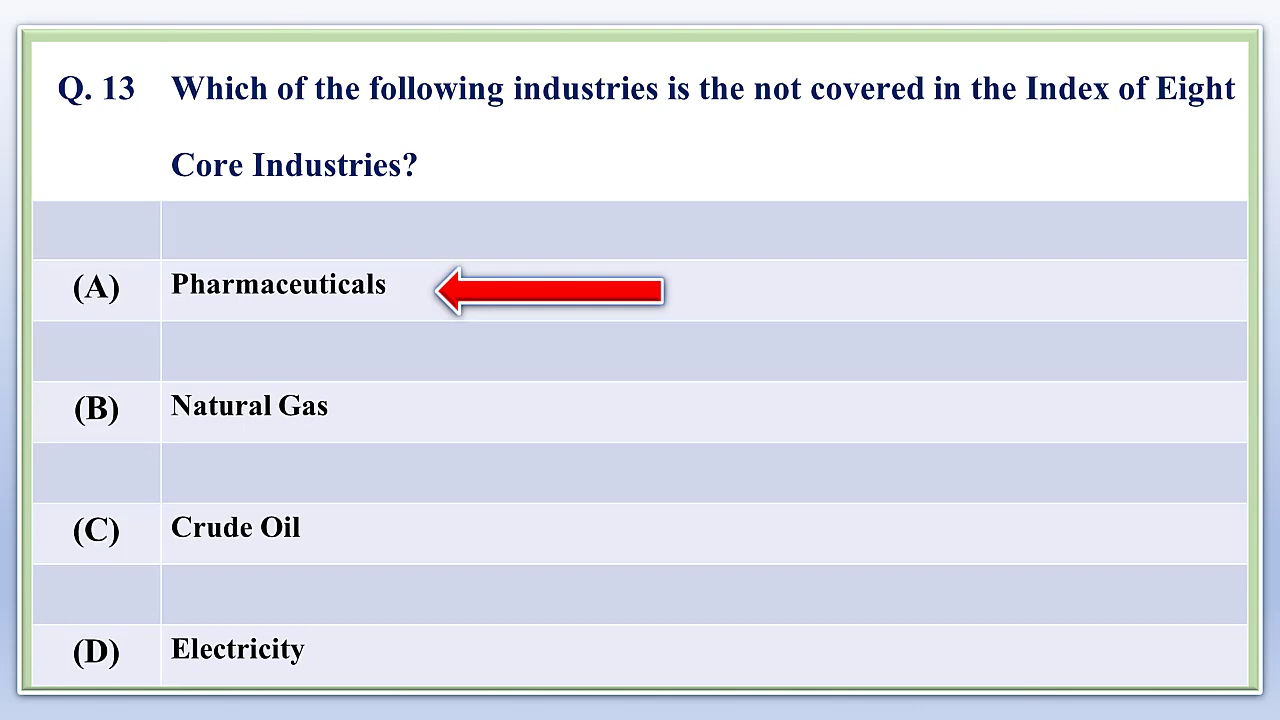 Q. 13 Which of the following industries is the not covered in the Index of Eight
Core Industries?
(A) Pharmaceuticals
(B) Natural Gas
(C) Crude Oil
(D) Electricity